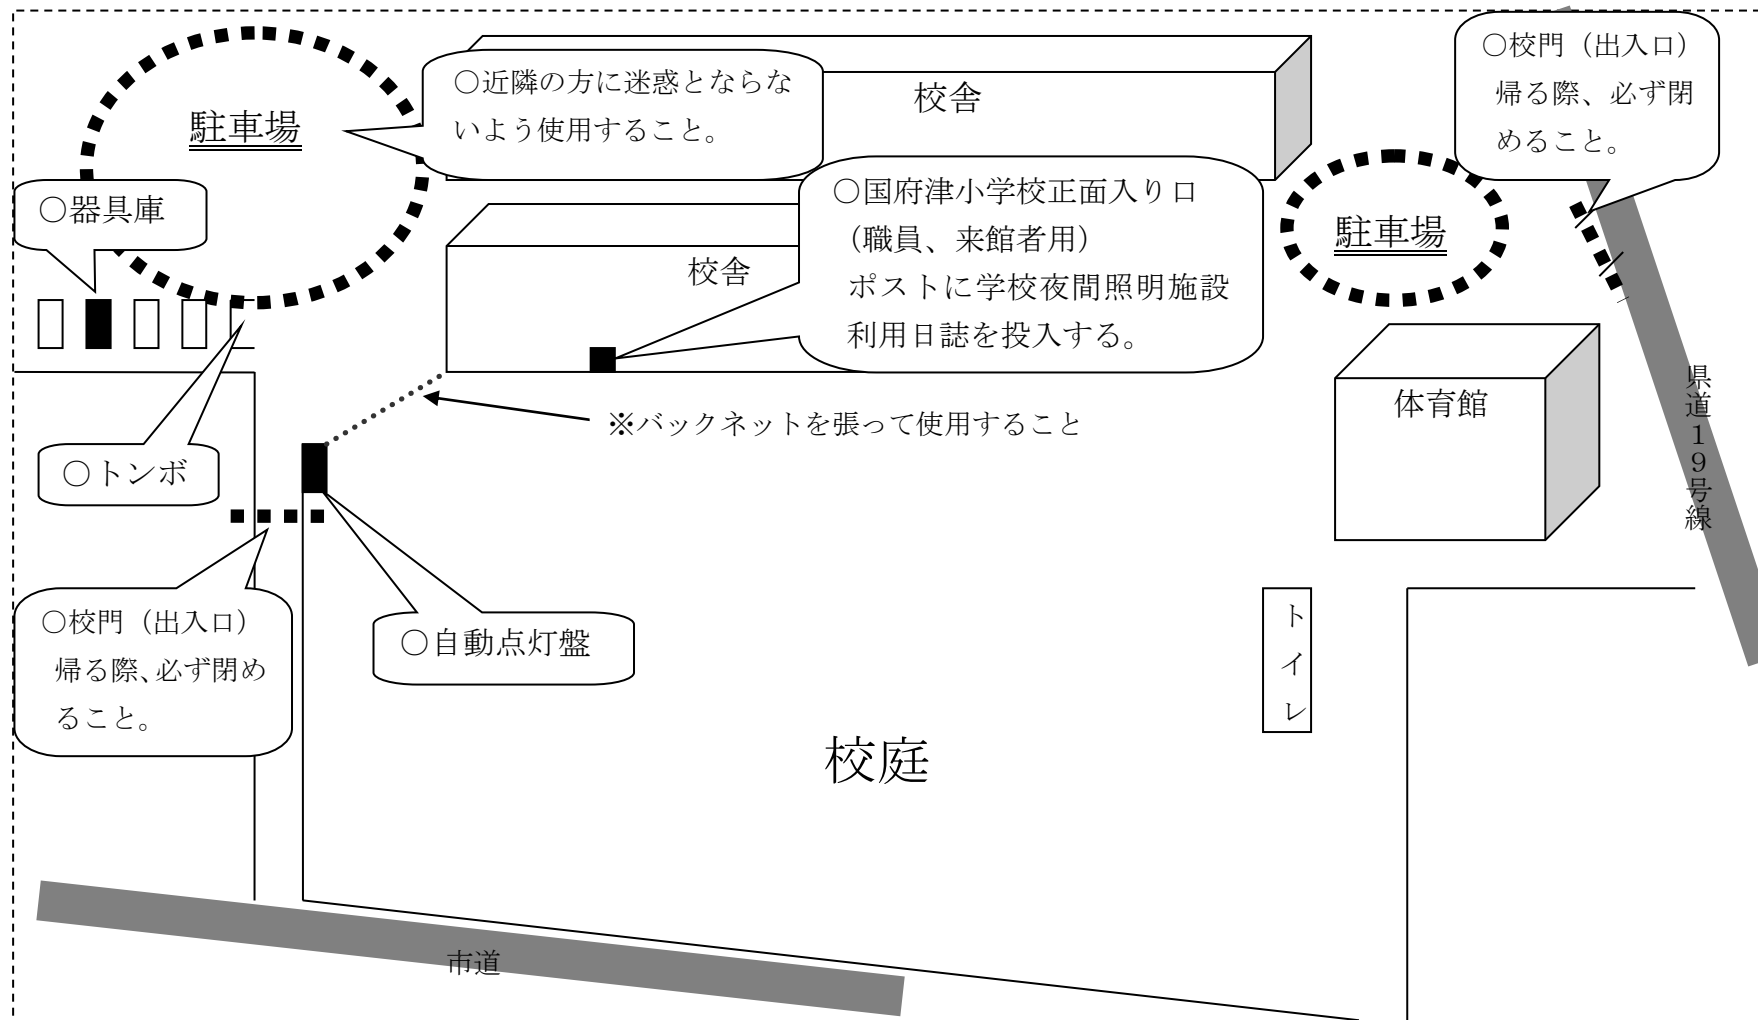 ○近隣の方に迷惑とならな
いよう使用すること。
校舎
○校門（出入口）
帰る際、必ず閉
めること。
駐車場
○器具庫
○国府津小学校正面入り口
（職員、来館者用）
ポストに学校夜間照明施設
利用日誌を投入する。
駐車場
校舎
体育館
県道１９号線
※バックネットを張って使用すること
○トンボ
○校門（出入口）
帰る際、必ず閉め
ること。
○自動点灯盤
トイレ
校庭
市道